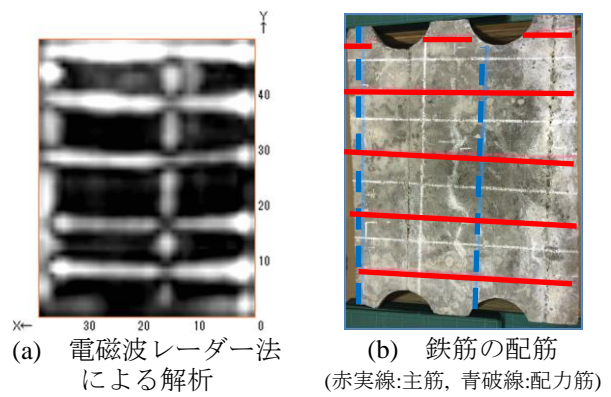 Y
↑
40
30
20
10
X← 30 20 10 0
(a) 電磁波レーダー法
による解析
(b) 鉄筋の配筋
(赤実線:主筋, 青破線:配力筋)